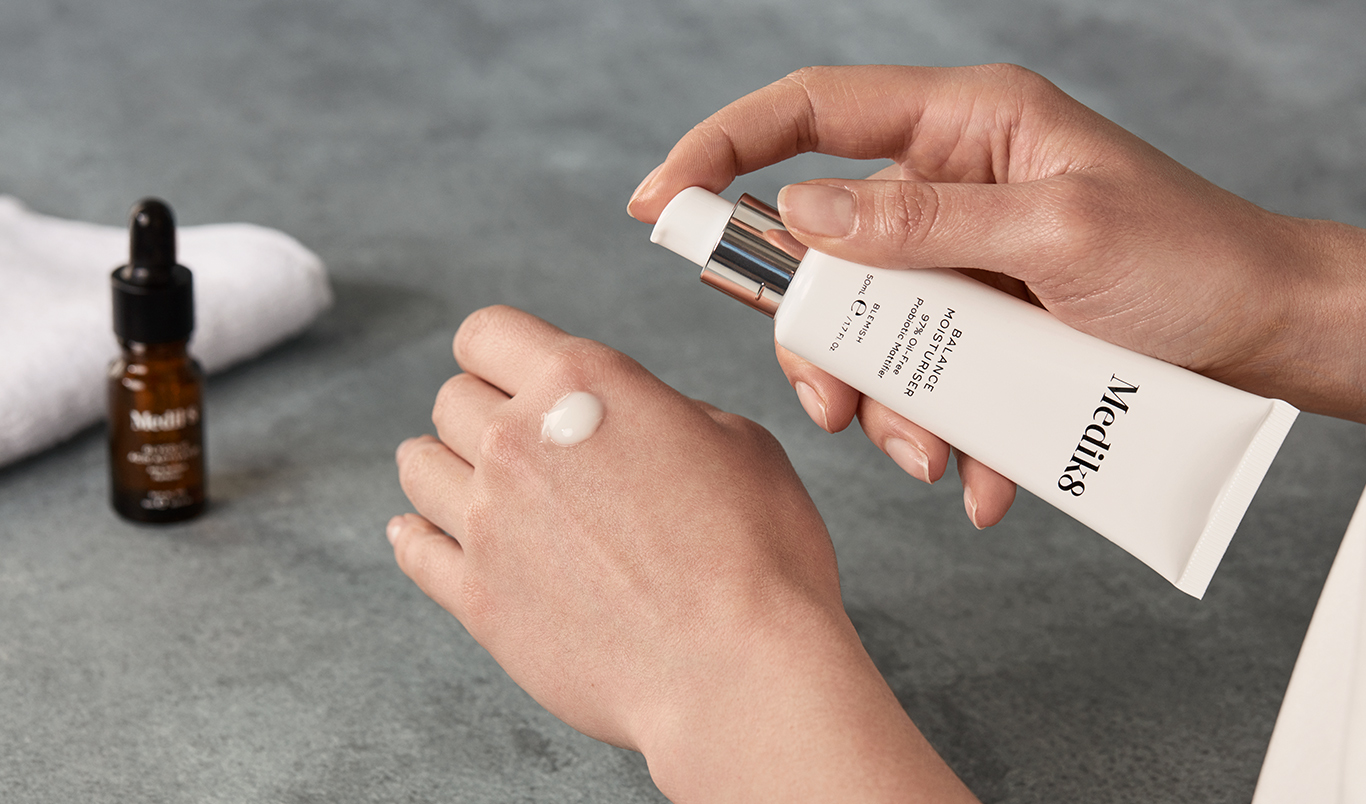 Medik8
BALANCE
MOISTURISER
97% Oil-Free
Probiotic Mattifier
BLEMISH
50mL e /1.7 Fl Oz.
Medik8